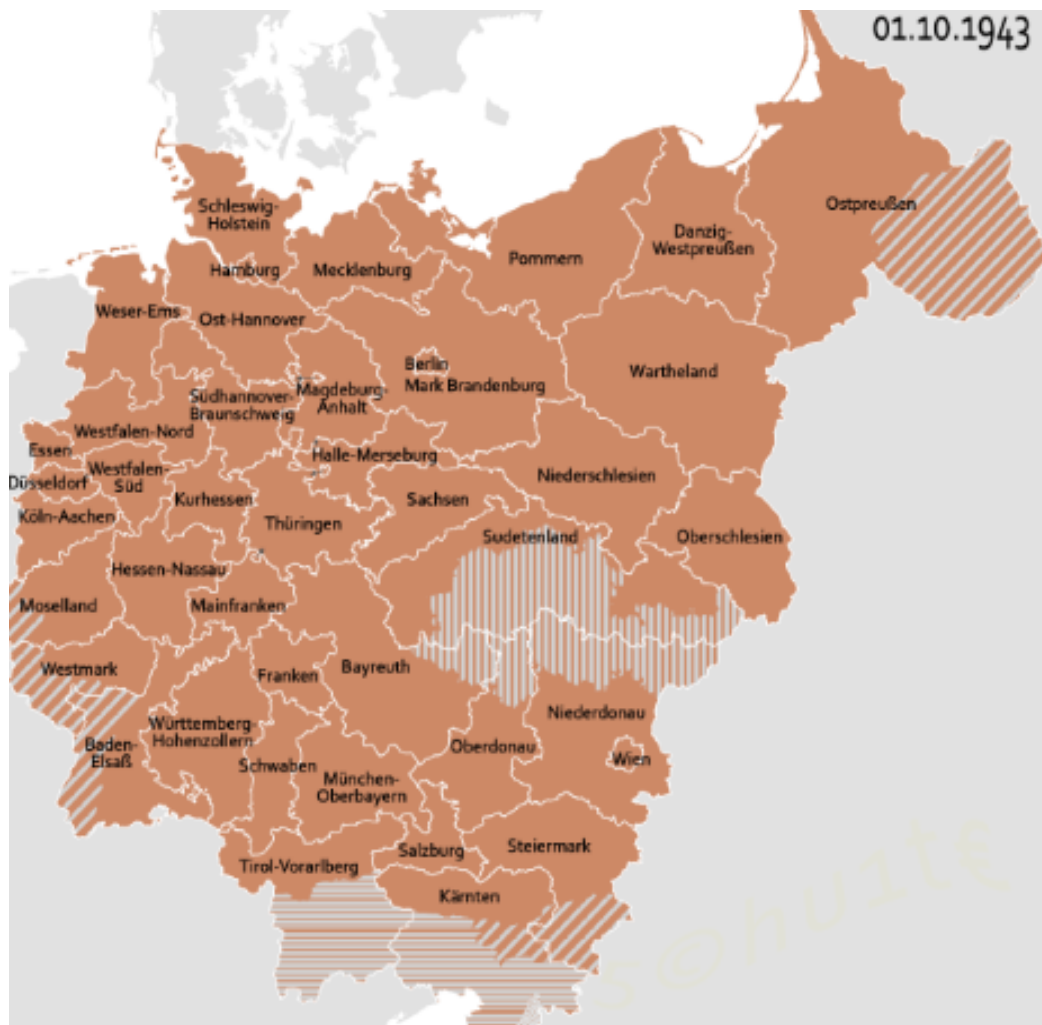 01.10.1943
Ostpreußen
Schleswig-
Holstein
Danzig-
Westpreußen
Pommern
Hamburg
Mecklenburg
Weser-Ems
Ost-Hannover
Berlin
Mark Brandenburg
Wartheland
Südhannover-
Braunschweig
Magdeburg-
Anhalt
Westfalen-Nord
Essen
Halle-Merseburg
Düsseldorf
Westfalen-
Süd
Niederschlesien
Kurhessen
Sachsen
Köln-Aachen
Thüringen
Sudetenland
Oberschlesien
Hessen-Nassau
Moselland
Mainfranken
Westmark
Franken
Bayreuth
Niederdonau
Württemberg-
Hohenzollern
Baden-
Elsaß
Oberdonau
Wien
Schwaben
München-
Oberbayern
Steiermark
Salzburg
Tirol-Vorarlberg
Kärnten
s©hu1t€